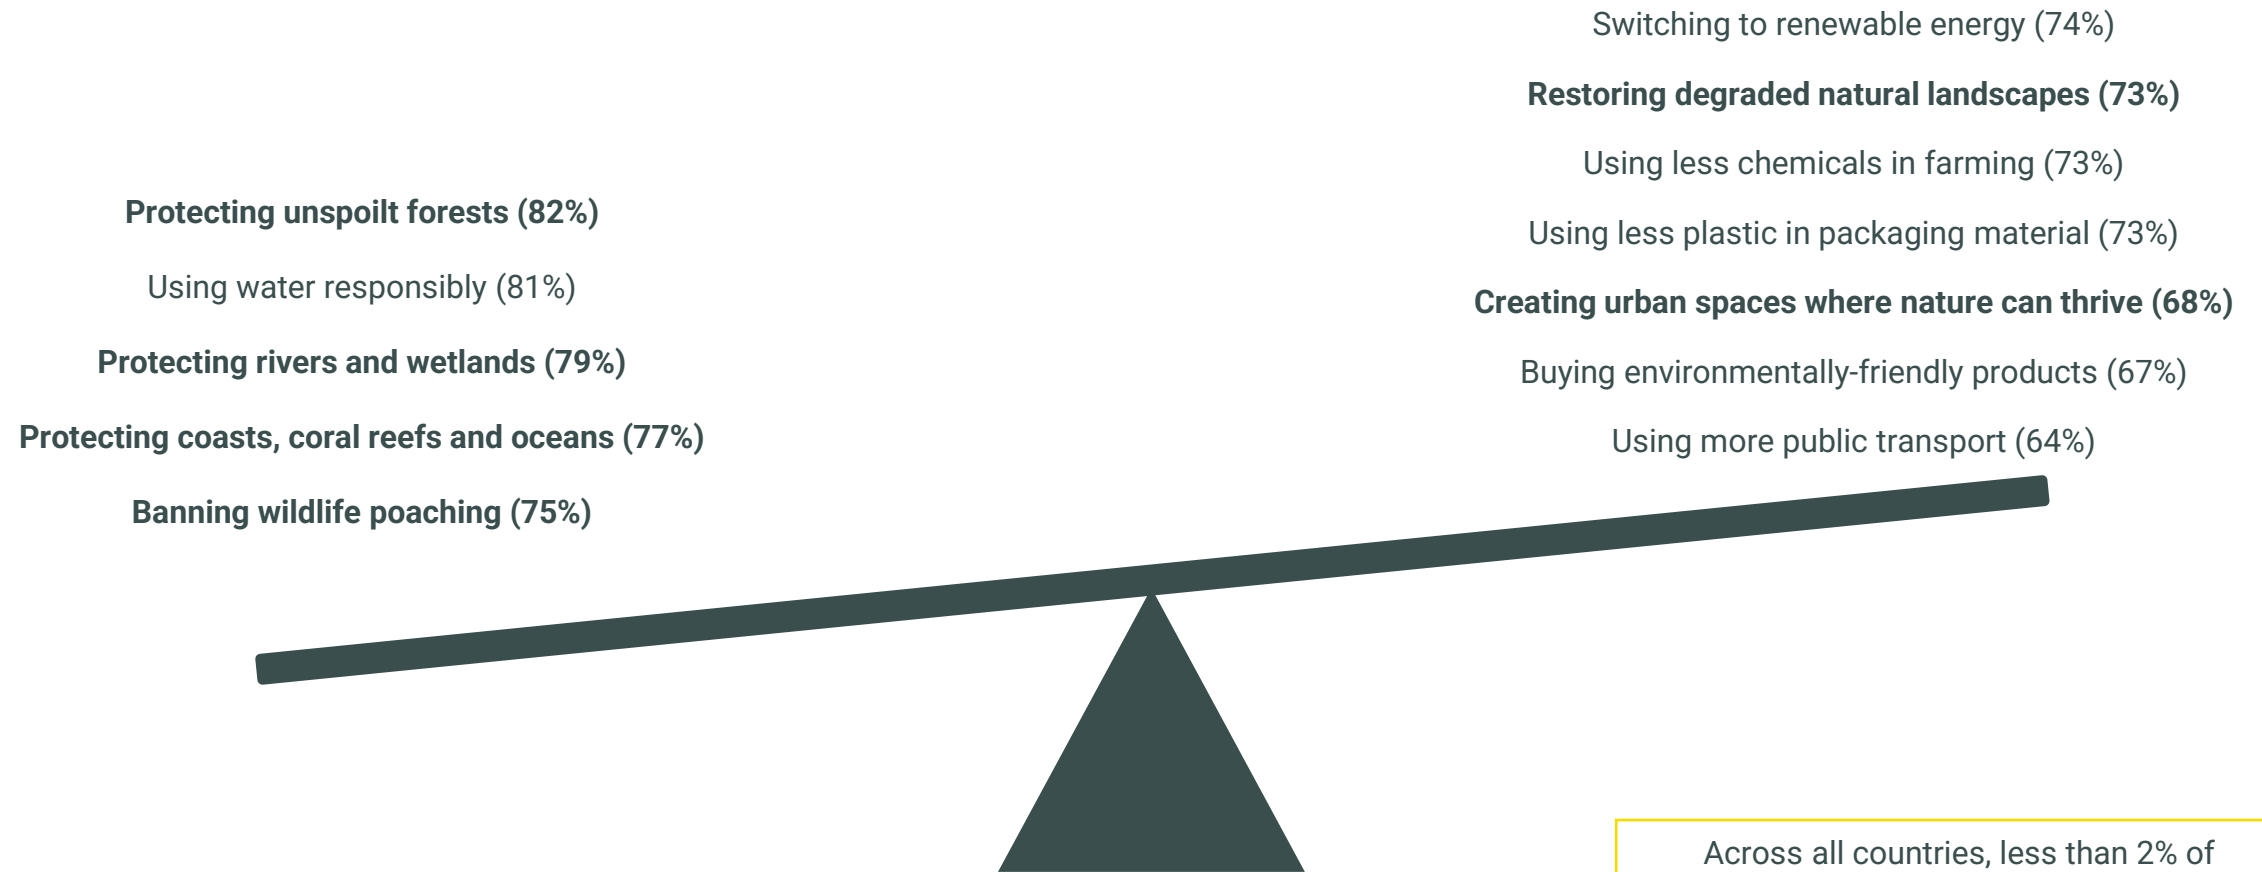 Protecting unspoilt forests (82%)
Using water responsibly (81%)
Protecting rivers and wetlands (79%)
Protecting coasts, coral reefs and oceans (77%)
Banning wildlife poaching (75%)
Switching to renewable energy (74%)
Restoring degraded natural landscapes (73%)
Using less chemicals in farming (73%)
Using less plastic in packaging material (73%)
Creating urban spaces where nature can thrive (68%)
Buying environmentally-friendly products (67%)
Using more public transport (64%)
Across all countries, less than 2% of